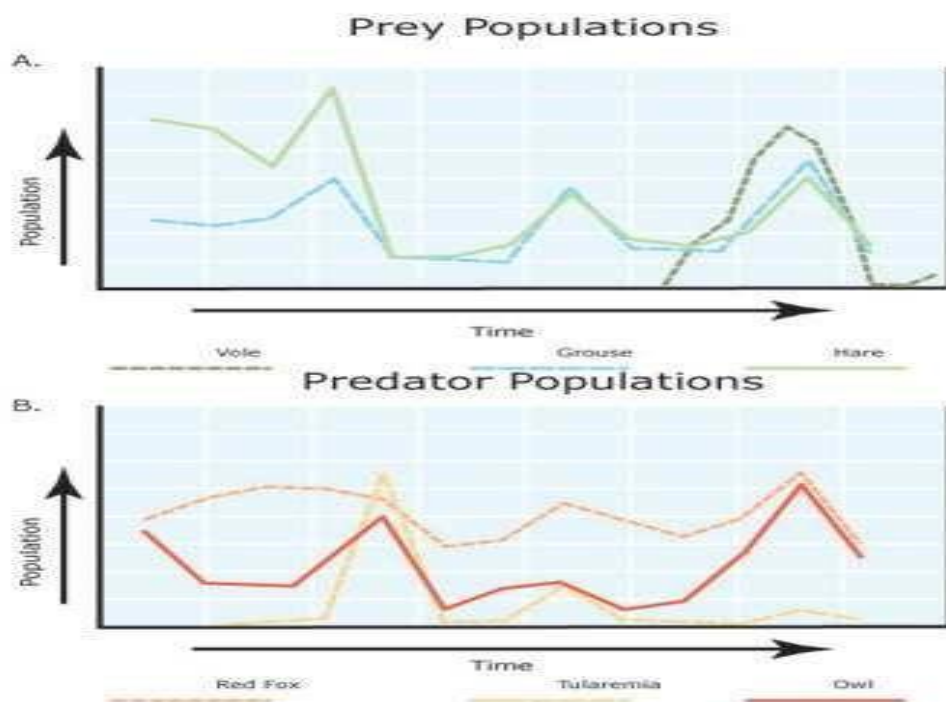 Prey Populations
A.
Population
Time
Vole Grouse Hare
Predator Populations
B.
Population
Time
Red Fox Tularemia Owl